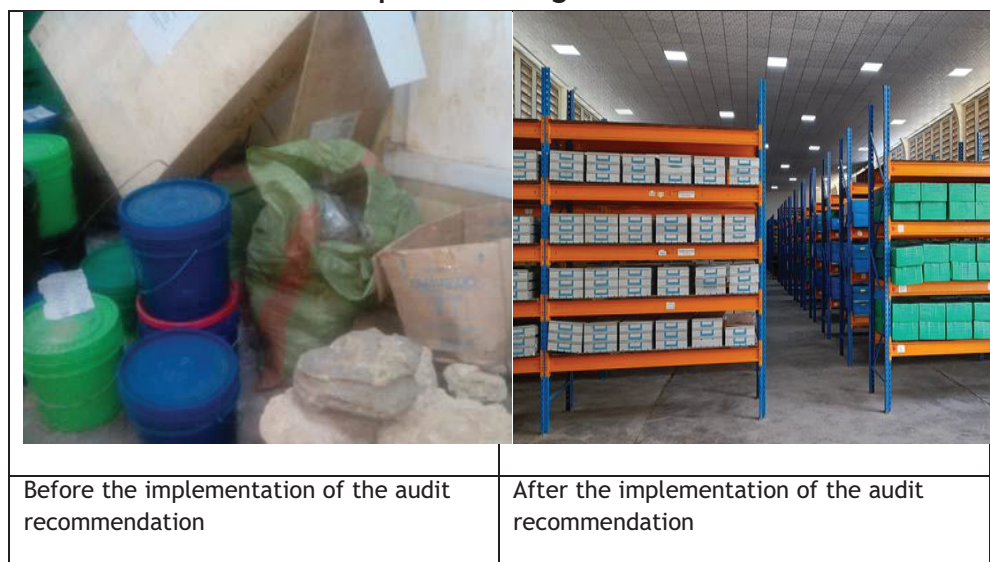 Before the implementation of the audit
recommendation
After the implementation of the audit
recommendation